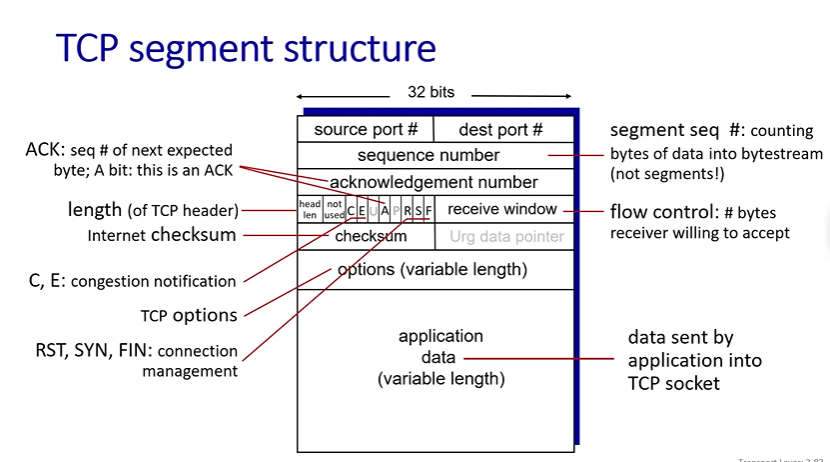 TCP segment structure
32 bits
source port #
dest port #
sequence number
acknowledgement number
head
len
not
used
C E U A P R S F
receive window
checksum
Urg data pointer
options (variable length)
application
data
(variable length)
ACK: seq # of next expected
byte; A bit: this is an ACK
length (of TCP header)
Internet checksum
C, E: congestion notification
TCP options
RST, SYN, FIN: connection
management
segment seq #: counting
bytes of data into bytestream
(not segments!)
flow control: # bytes
receiver willing to accept
data sent by
application into
TCP socket